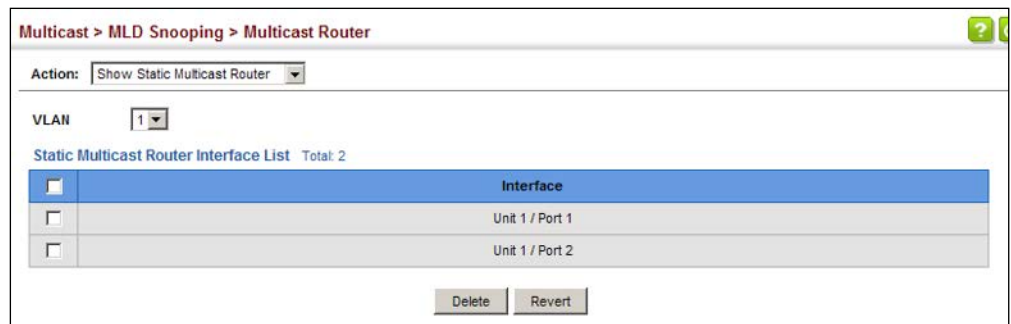 Multicast > MLD Snooping > Multicast Router ?
Action: Show Static Multicast Router
VLAN 1
Static Multicast Router Interface List Total: 2
Interface
Unit 1 / Port 1
Unit 1 / Port 2
Delete Revert